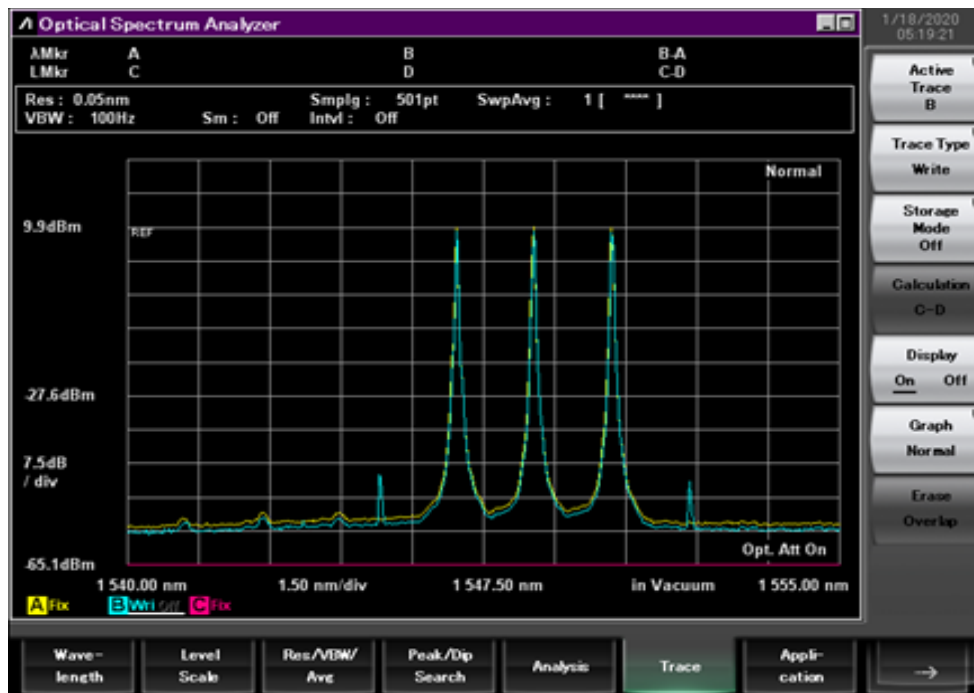 Optical Spectrum Analyzer
1/18/2020
05:19:21
λMkr A B B-A
LMkr C D C-D
Res : 0.05nm Smplg : 501pt SwpAvg : 1 [ **** ]
VBW : 100Hz Sm : Off Intvl : Off
Normal
9.9dBm
REF
-27.6dBm
7.5dB
/ div
-65.1dBm
Opt. Att On
1 540.00 nm 1.50 nm/div 1 547.50 nm in Vacuum 1 555.00 nm
A Fix B Wri Off C Fix
Active
Trace
B
Trace Type
Write
Storage
Mode
Off
Calculation
C-D
Display
On Off
Graph
Normal
Erase
Overlap
Wave-
length
Level
Scale
Res/VBW/
Avg
Peak/Dip
Search
Analysis
Trace
Appli-
cation
→